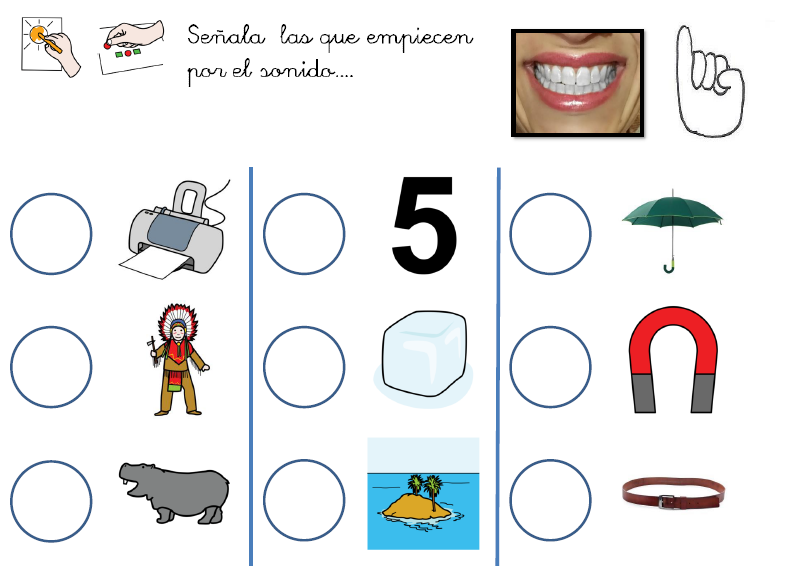 Señala las que empiecen
por el sonido....
5